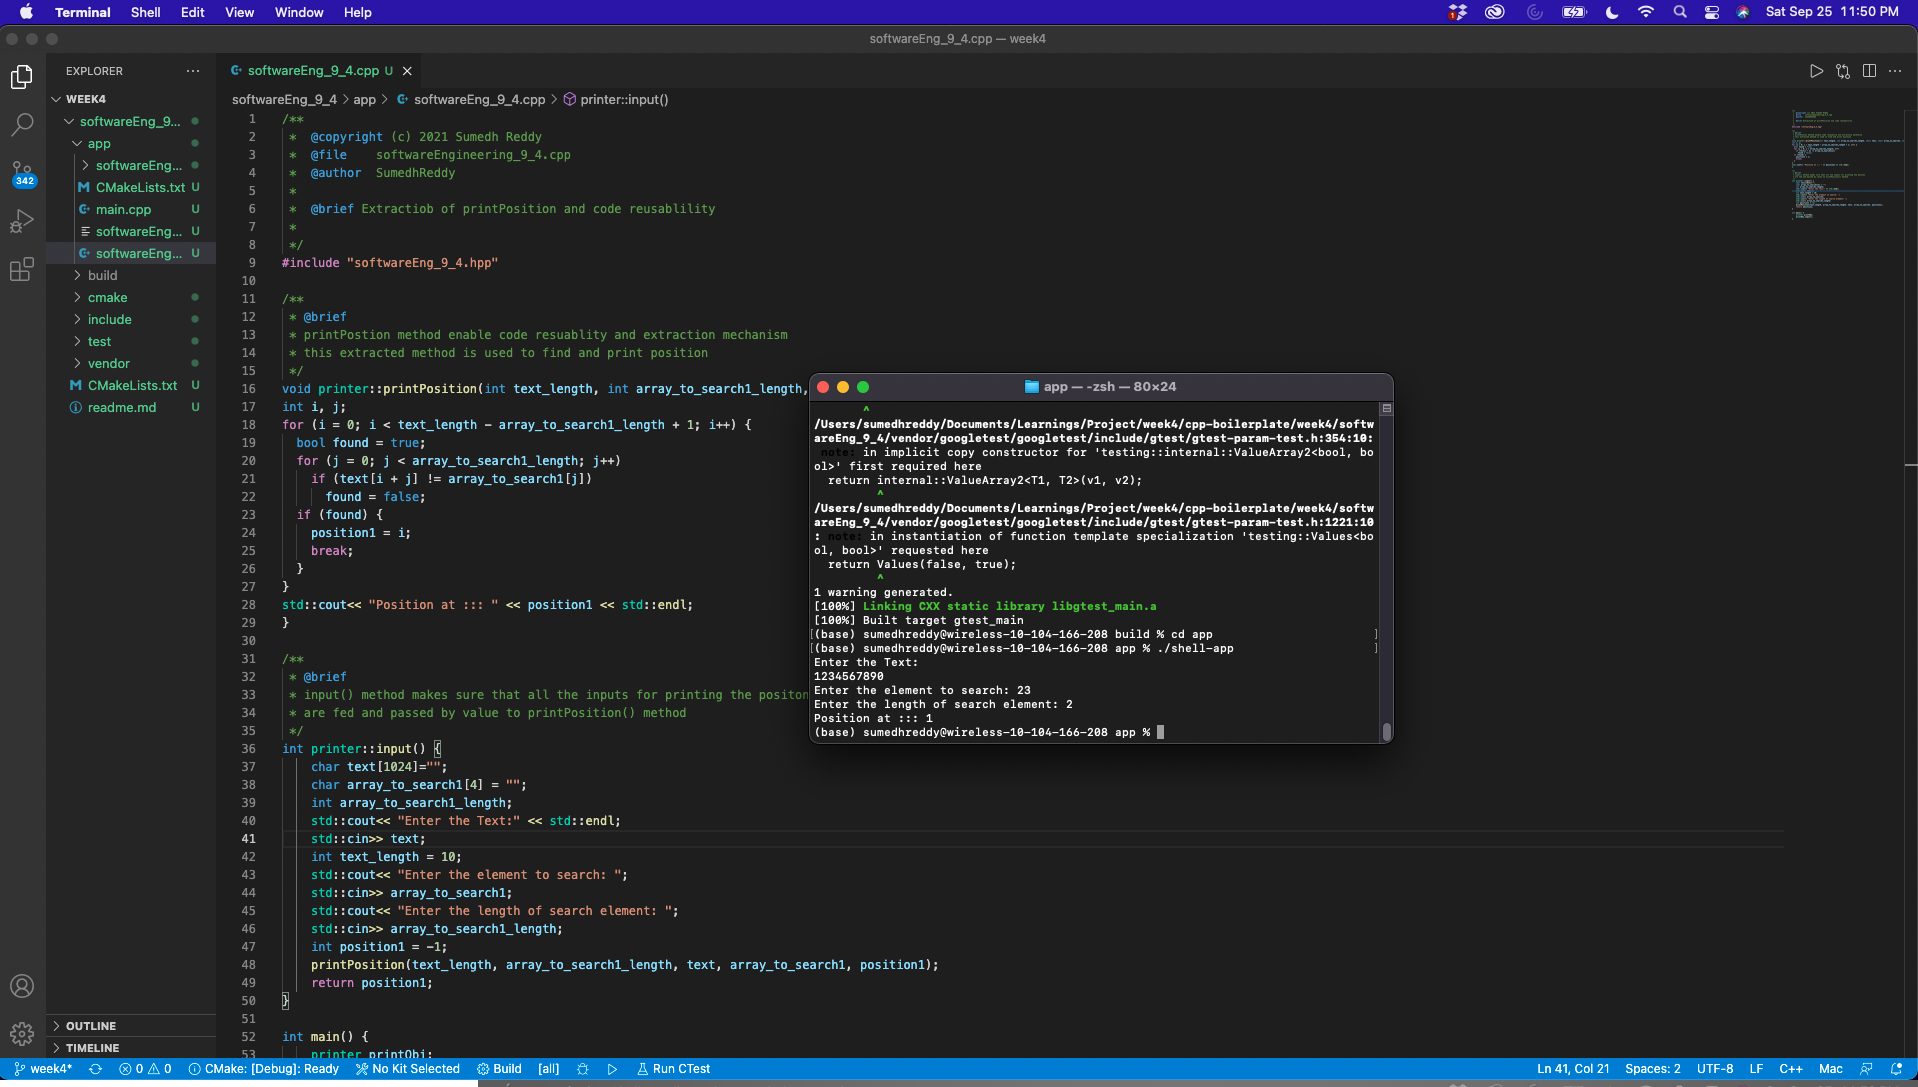 Terminal Shell Edit View Window Help
1
Sat Sep 25 11:50 PM
softwareEng_9_4.cpp — week4
EXPLORER ···
softwareEng_9_4.cpp U ×
WEEK4
softwareEng_9...
app
softwareEng...
CMakeLists.txt U
main.cpp U
softwareEng... U
softwareEng... U
build
cmake
include
test
vendor
CMakeLists.txt U
readme.md U
342
OUTLINE
TIMELINE
softwareEng_9_4 > app > softwareEng_9_4.cpp > printer::input()
1 /**
2 * @copyright (c) 2021 Sumedh Reddy
3 * @file softwareEngineering_9_4.cpp
4 * @author SumedhReddy
5 *
6 * @brief Extractiob of printPosition and code reusablility
7 *
8 */
9 #include "softwareEng_9_4.hpp"
10
11 /**
12 * @brief
13 * printPostion method enable code resuablity and extraction mechanism
14 * this extracted method is used to find and print position
15 */
16 void printer::printPosition(int text_length, int array_to_search1_length,
17 int i, j;
18 for (i = 0; i < text_length - array_to_search1_length + 1; i++) {
19 bool found = true;
20 for (j = 0; j < array_to_search1_length; j++)
21 if (text[i + j] != array_to_search1[j])
22 found = false;
23 if (found) {
24 position1 = i;
25 break;
26 }
27 }
28 std::cout<< "Position at ::: " << position1 << std::endl;
29 }
30
31 /**
32 * @brief
33 * input() method makes sure that all the inputs for printing the positon
34 * are fed and passed by value to printPosition() method
35 */
36 int printer::input() {
37 char text[1024]="";
38 char array_to_search1[4] = "";
39 int array_to_search1_length;
40 std::cout<< "Enter the Text:" << std::endl;
41 std::cin>> text;
42 int text_length = 10;
43 std::cout<< "Enter the element to search: ";
44 std::cin>> array_to_search1;
45 std::cout<< "Enter the length of search element: ";
46 std::cin>> array_to_search1_length;
47 int position1 = -1;
48 printPosition(text_length, array_to_search1_length, text, array_to_search1, position1);
49 return position1;
50 }
51
52 int main() {
53 printer printObj;
app — -zsh — 80×24
^
/Users/sumedhreddy/Documents/Learnings/Project/week4/cpp-boilerplate/week4/softw
areEng_9_4/vendor/googletest/googletest/include/gtest/gtest-param-test.h:354:10:
note: in implicit copy constructor for 'testing::internal::ValueArray2<bool, bo
ol>' first required here
return internal::ValueArray2<T1, T2>(v1, v2);
^
/Users/sumedhreddy/Documents/Learnings/Project/week4/cpp-boilerplate/week4/softw
areEng_9_4/vendor/googletest/googletest/include/gtest/gtest-param-test.h:1221:10
: note: in instantiation of function template specialization 'testing::Values<bo
ol, bool>' requested here
return Values(false, true);
^
1 warning generated.
[100%] Linking CXX static library libgtest_main.a
[100%] Built target gtest_main
[(base) sumedhreddy@wireless-10-104-166-208 build % cd app ]
[(base) sumedhreddy@wireless-10-104-166-208 app % ./shell-app ]
Enter the Text:
1234567890
Enter the element to search: 23
Enter the length of search element: 2
Position at ::: 1
(base) sumedhreddy@wireless-10-104-166-208 app %
week4* 0 0 CMake: [Debug]: Ready No Kit Selected Build [all] Run CTest
Ln 41, Col 21 Spaces: 2 UTF-8 LF C++ Mac